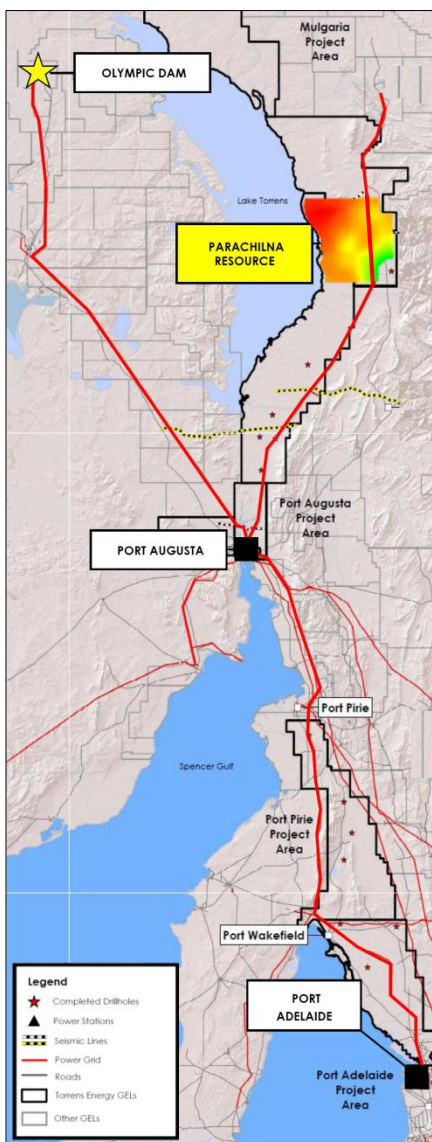 Mulgaria
Project
Area
OLYMPIC DAM
Lake Torrens
PARACHILNA
RESOURCE
Port Augusta
Project
Area
PORT AUGUSTA
Port Pirie
Spencer Gulf
Port Pirie
Project
Area
Port Wakefield
Legend
Completed Drillholes
Power Stations
Seismic Lines
Power Grid
Roads
Torrens Energy GELs
Other GELs
PORT
ADELAIDE
Port Adelaide
Project
Area